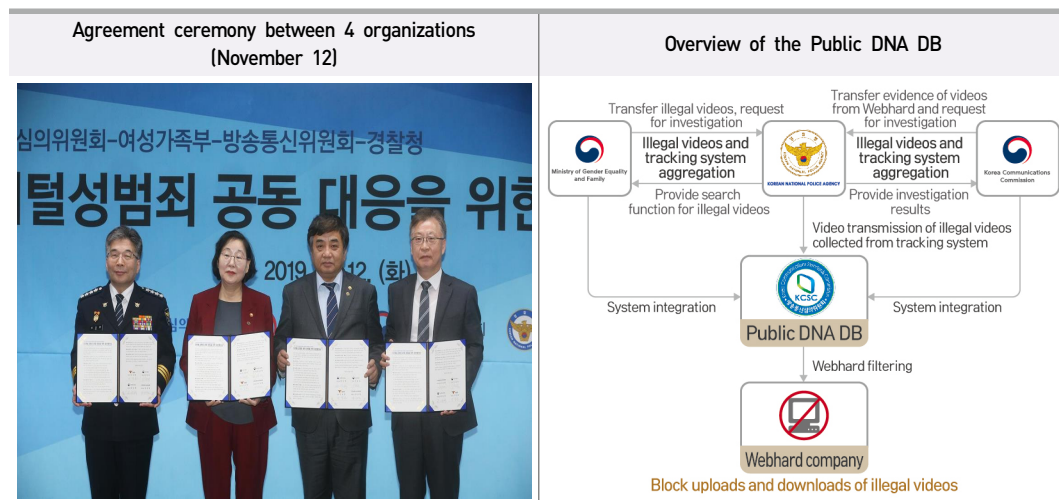 Agreement ceremony between 4 organizations
(November 12)
심의위원회-여성가족부-방송통신위원회-경찰청
털성범죄 공동 대응을 위한
2019
12. (화)
Overview of the Public DNA DB
Transfer illegal videos, request
for investigation
Transfer evidence of videos
from Webhard and request
for investigation
Ministry of Gender Equality
and Family
Illegal videos and
tracking system
aggregation
KOREAN NATIONAL POLICE AGENCY
Illegal videos and
tracking system
aggregation
Korea Communications
Commission
Provide search
function for illegal videos
Provide investigation
results
Video transmission of illegal videos
collected from tracking system
System integration
KCSC
System integration
Public DNA DB
Webhard filtering
Webhard company
Block uploads and downloads of illegal videos